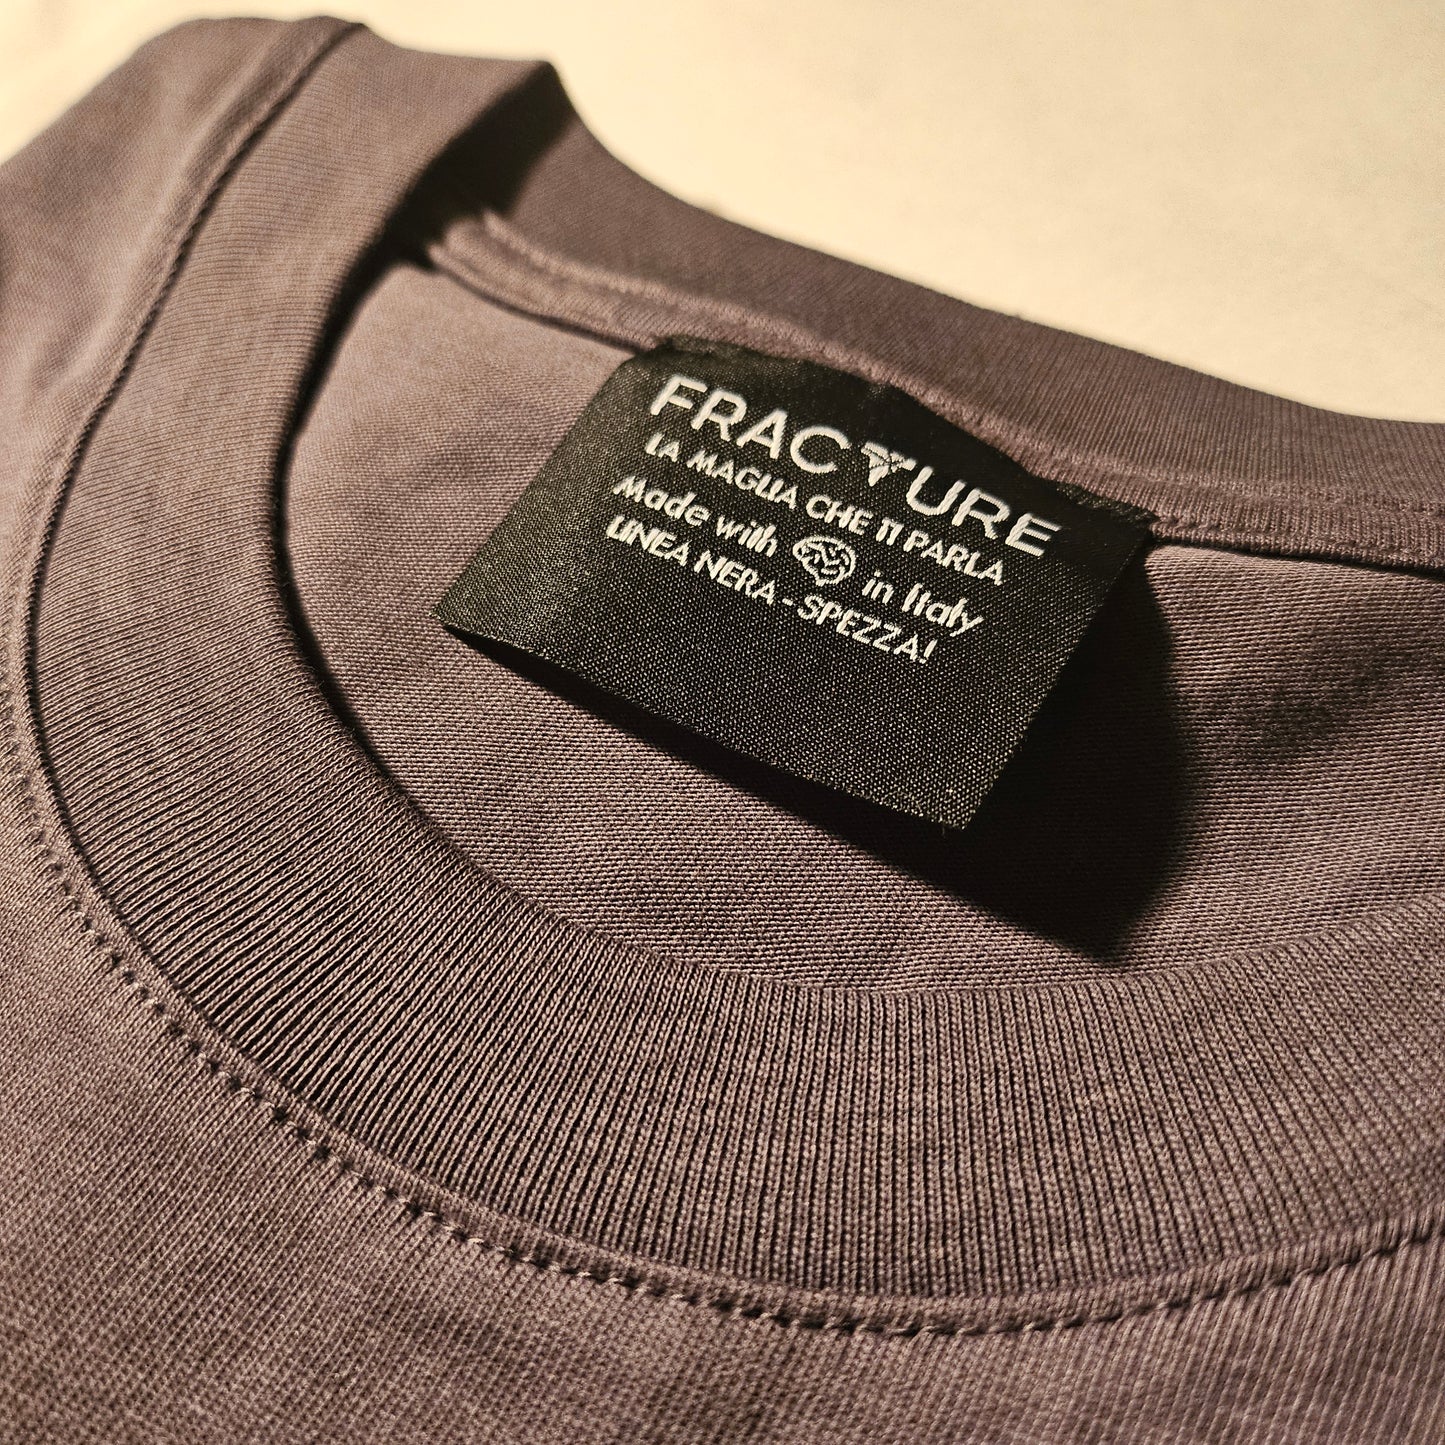 FRACTURE
LA MAGLIA CHE TI PARLA
Made with in Italy
LINEA NERA - SPEZZA!